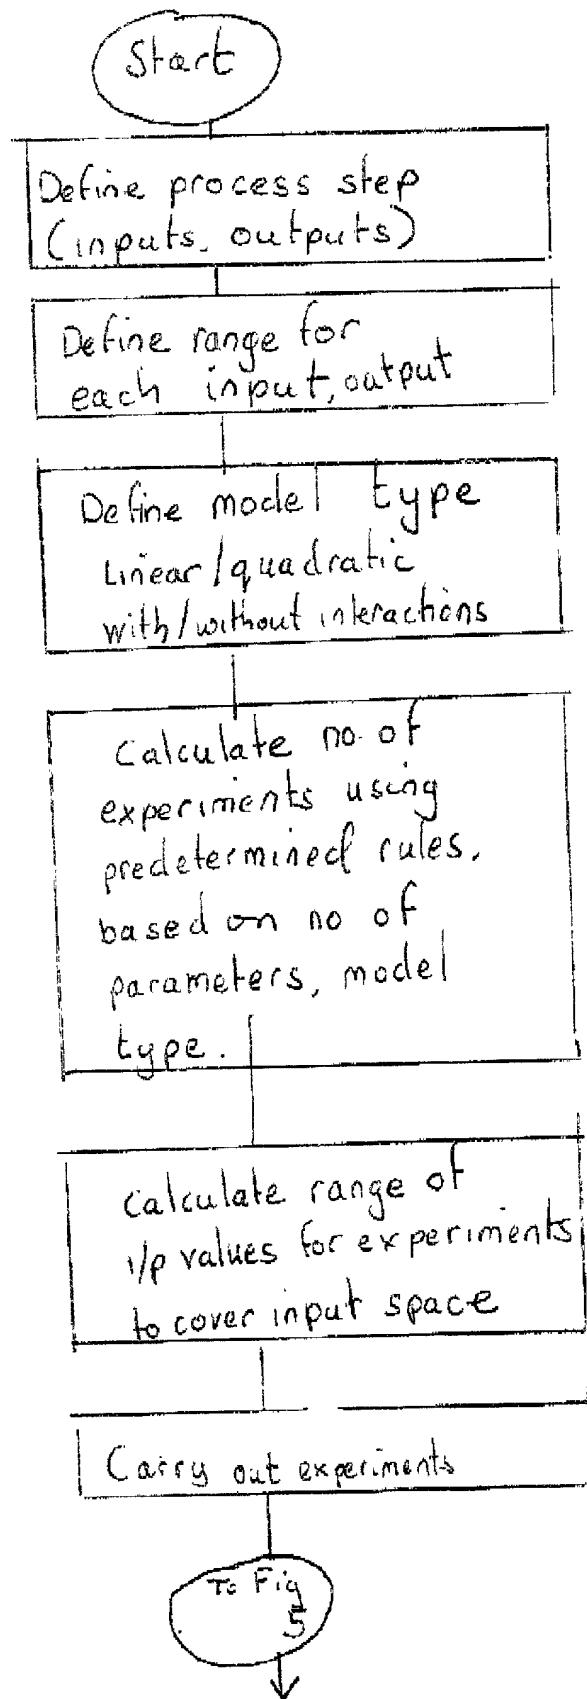 Start
Define process step
(inputs, outputs)
Define range for
each input, output
Define model type
Linear/quadratic
with/without interactions
Calculate no. of
experiments using
predetermined rules,
based on no of
parameters, model
type.
Calculate range of
i/p values for experiments
to cover input space
Carry out experiments
To Fig
5